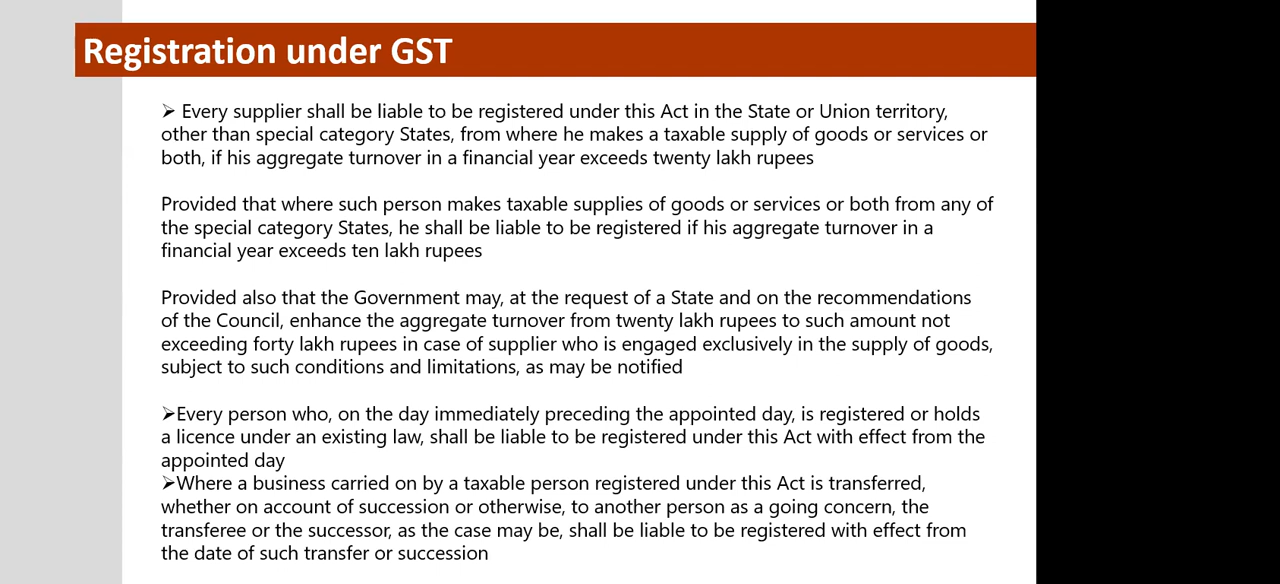 Registration under GST
➢ Every supplier shall be liable to be registered under this Act in the State or Union territory,
other than special category States, from where he makes a taxable supply of goods or services or
both, if his aggregate turnover in a financial year exceeds twenty lakh rupees
Provided that where such person makes taxable supplies of goods or services or both from any of
the special category States, he shall be liable to be registered if his aggregate turnover in a
financial year exceeds ten lakh rupees
Provided also that the Government may, at the request of a State and on the recommendations
of the Council, enhance the aggregate turnover from twenty lakh rupees to such amount not
exceeding forty lakh rupees in case of supplier who is engaged exclusively in the supply of goods,
subject to such conditions and limitations, as may be notified
➢Every person who, on the day immediately preceding the appointed day, is registered or holds
a licence under an existing law, shall be liable to be registered under this Act with effect from the
appointed day
➢Where a business carried on by a taxable person registered under this Act is transferred,
whether on account of succession or otherwise, to another person as a going concern, the
transferee or the successor, as the case may be, shall be liable to be registered with effect from
the date of such transfer or succession